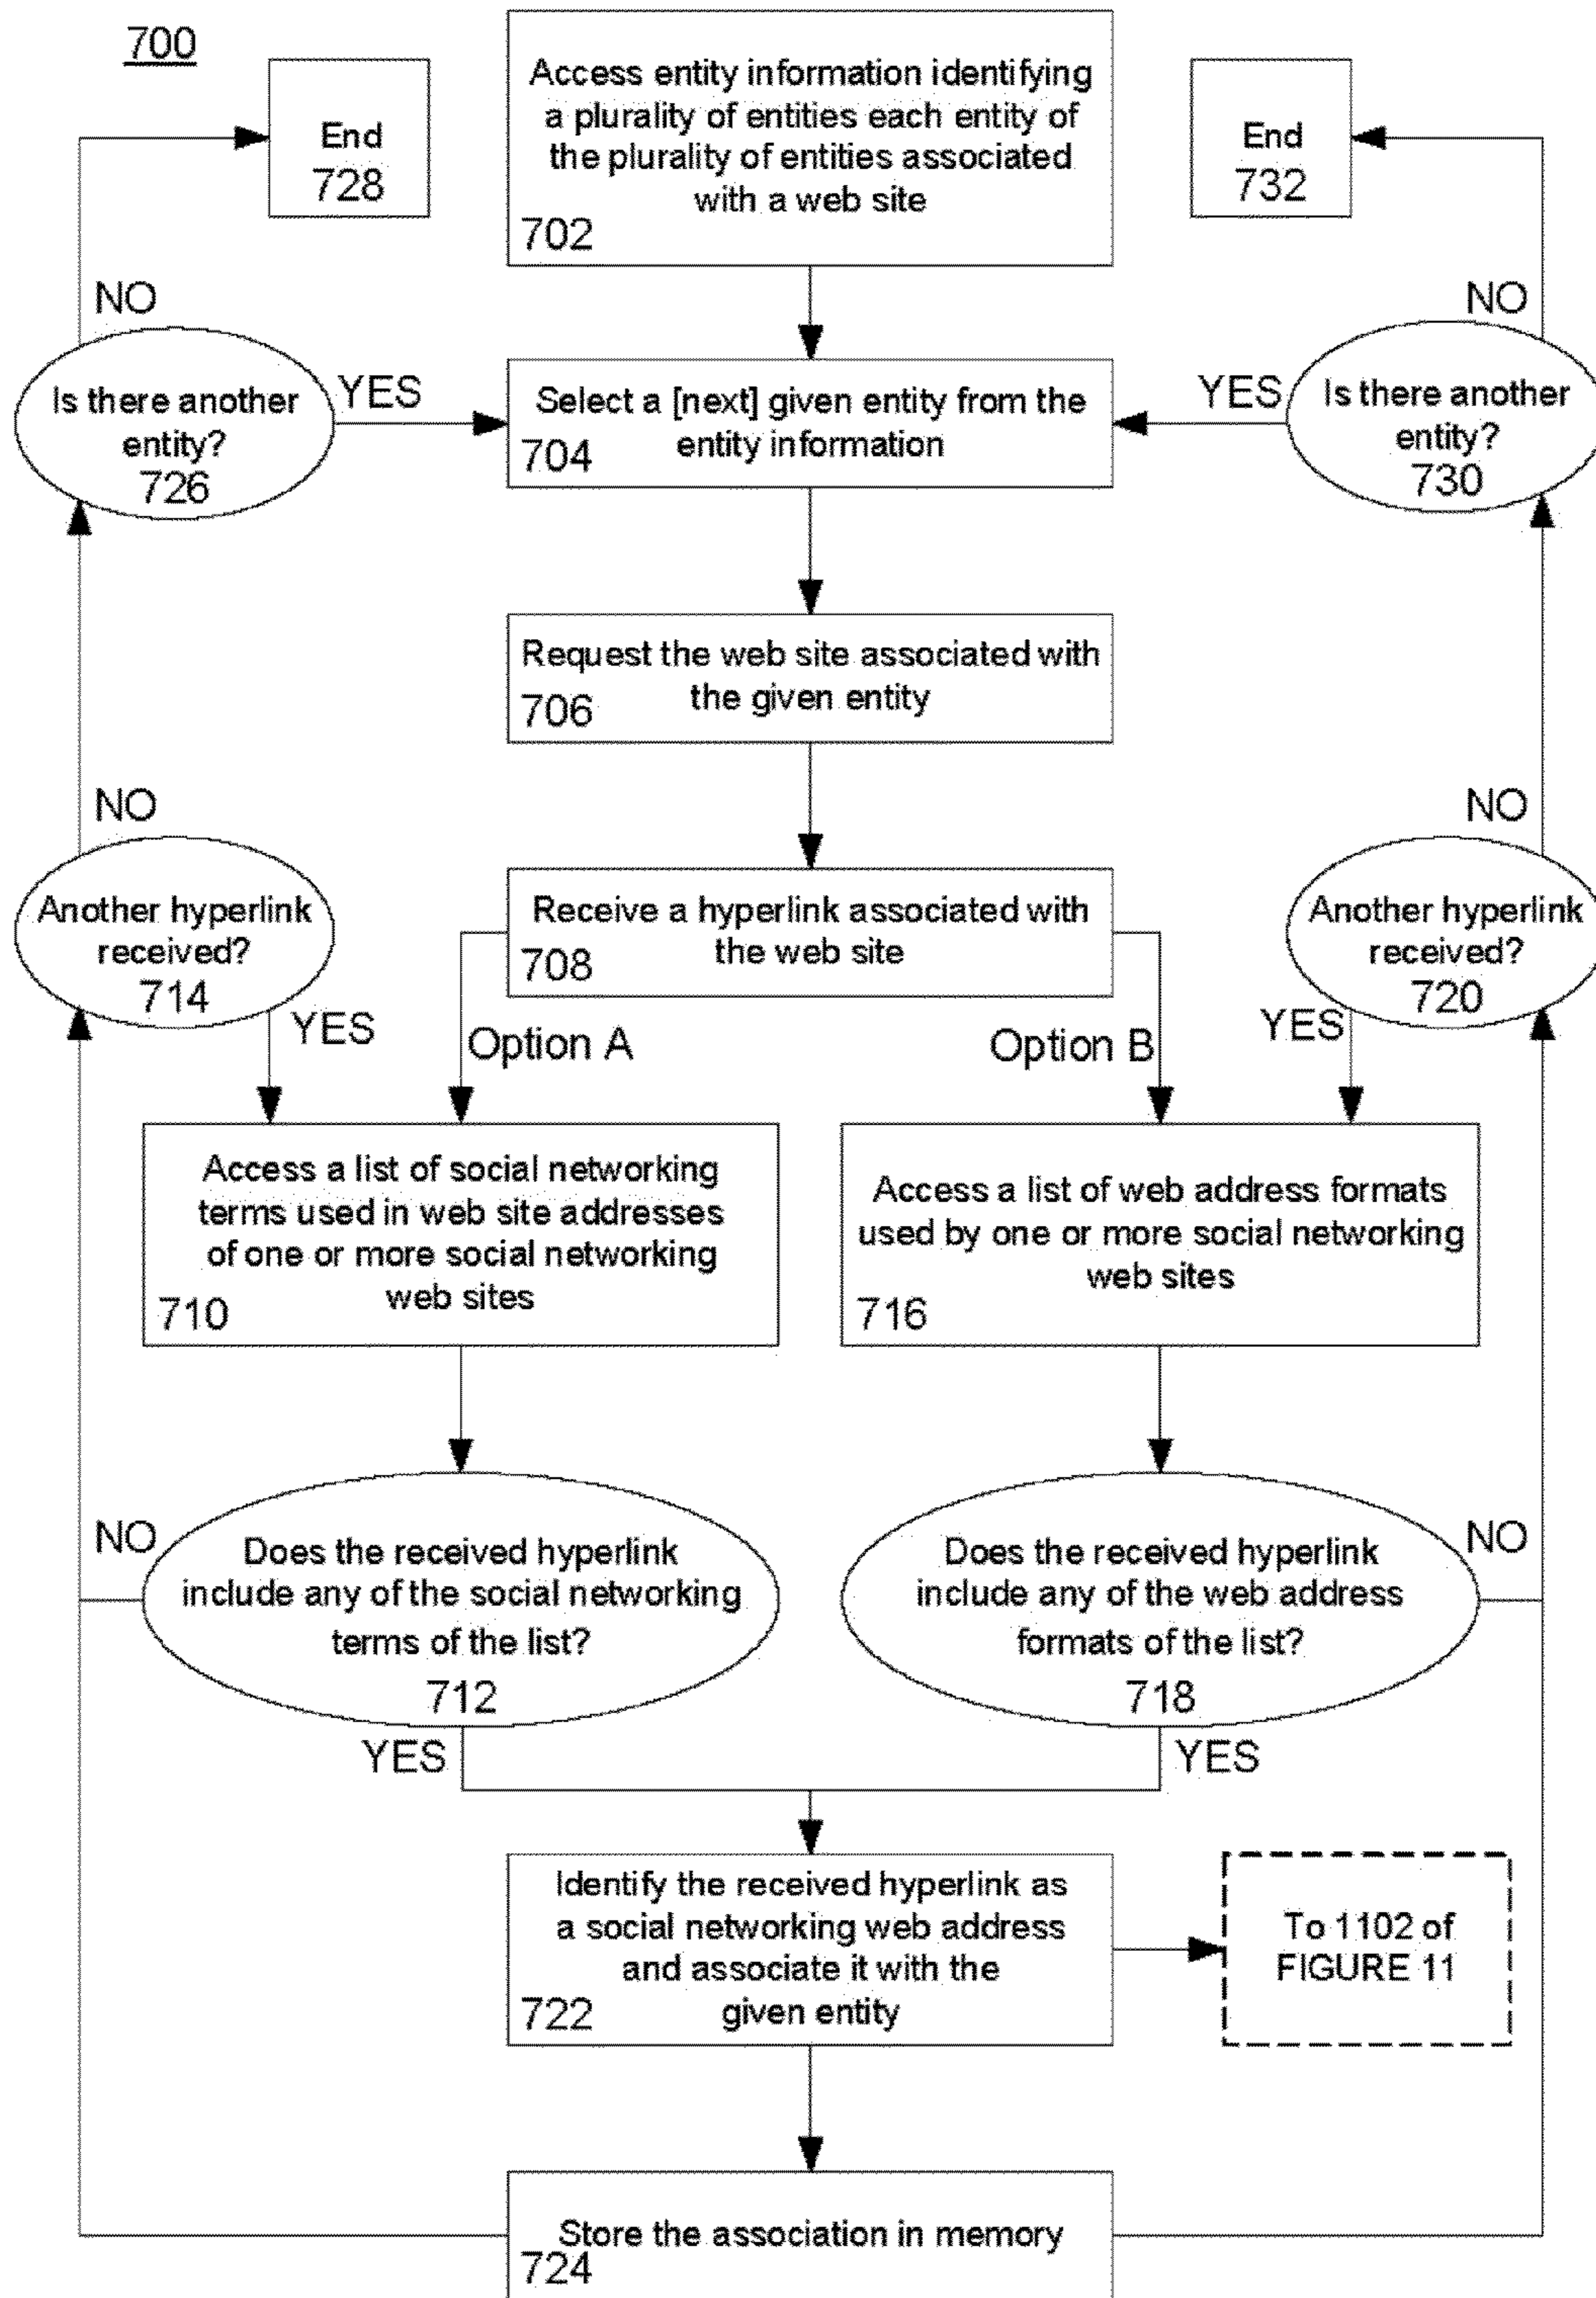 700
Access entity information identifying
a plurality of entities each entity of
the plurality of entities associated
with a web site
702
End
728
End
732
NO
NO
Is there another
entity?
726
YES
Select a [next] given entity from the
entity information
704
YES
Is there another
entity?
730
Request the web site associated with
the given entity
706
NO
NO
Another hyperlink
received?
714
Receive a hyperlink associated with
the web site
708
Another hyperlink
received?
720
YES
Option A
Option B
YES
Access a list of social networking
terms used in web site addresses
of one or more social networking
web sites
710
Access a list of web address formats
used by one or more social networking
web sites
716
NO
Does the received hyperlink
include any of the social networking
terms of the list?
712
Does the received hyperlink
include any of the web address
formats of the list?
718
NO
YES
YES
Identify the received hyperlink as
a social networking web address
and associate it with the
given entity
722
To 1102 of
FIGURE 11
Store the association in memory
724